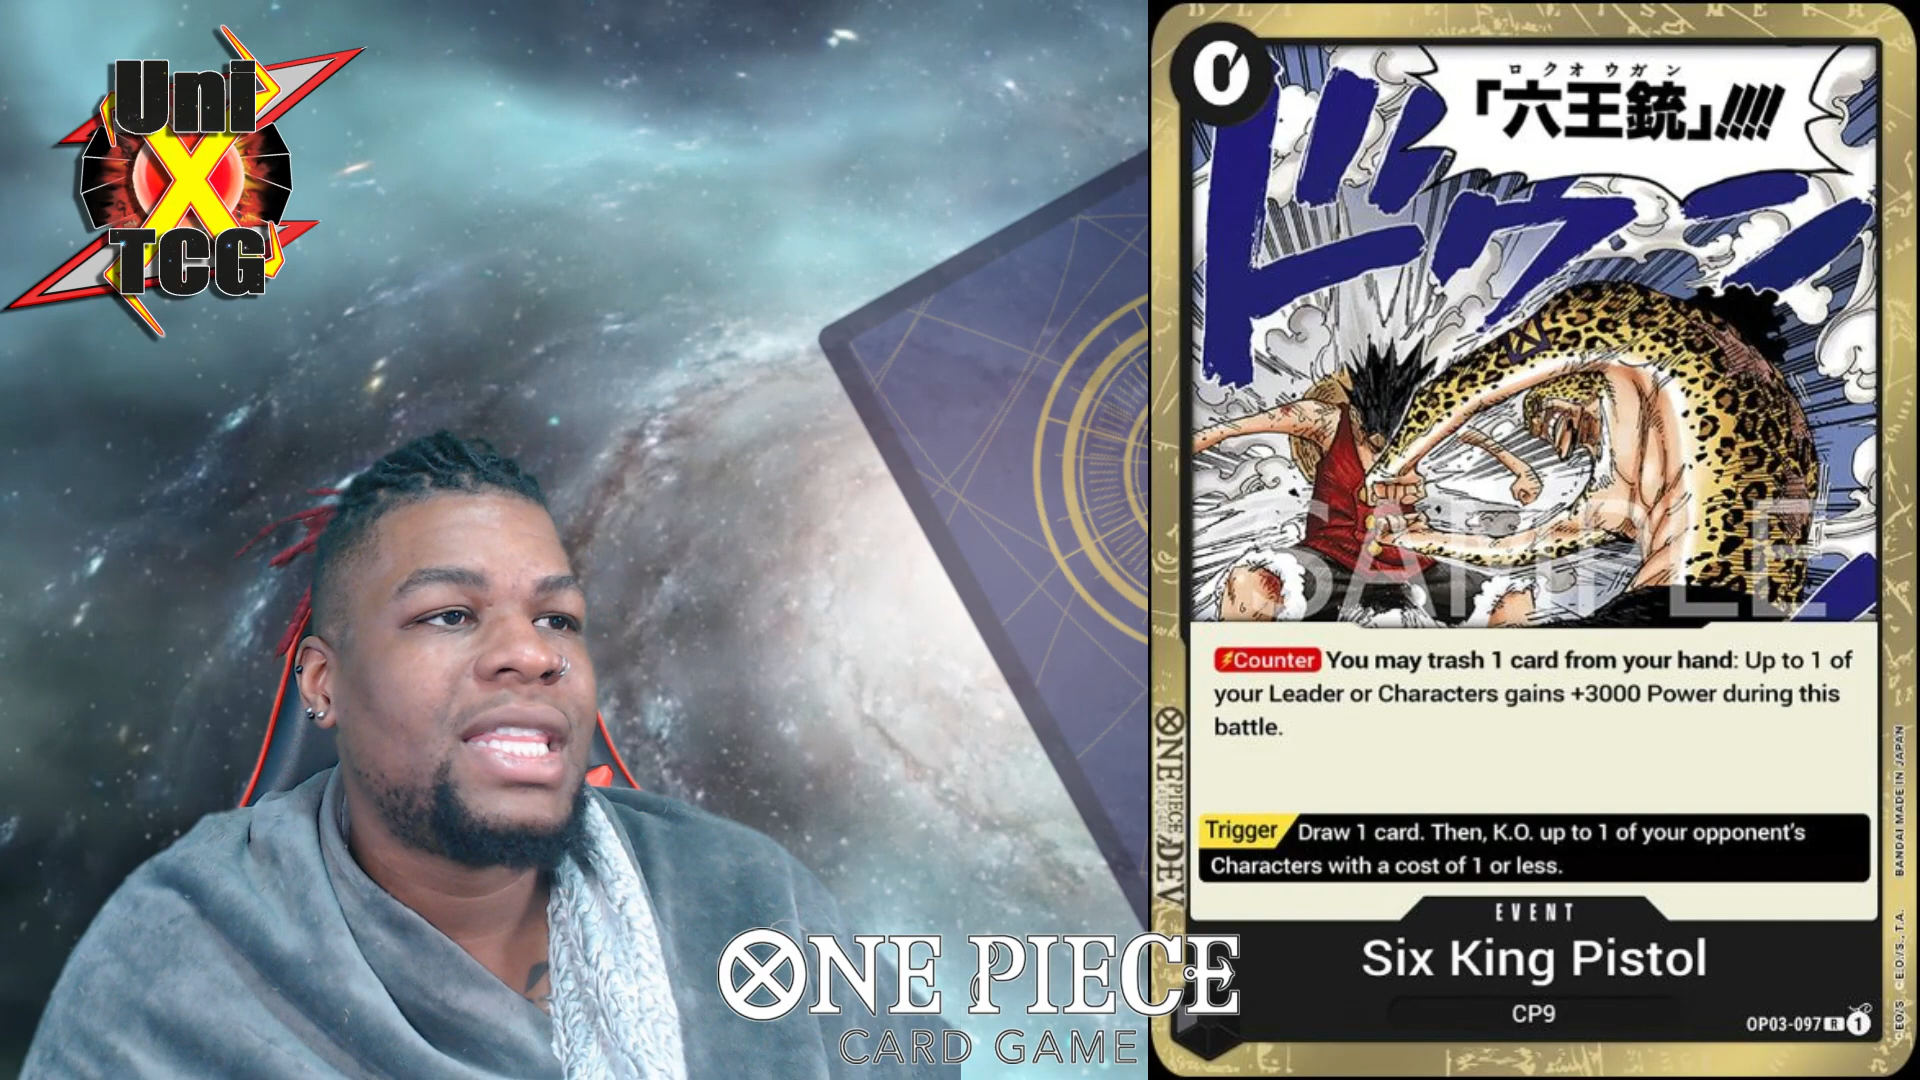 Uni
X
TCG
0
ロクオウガン
「六王銃」!!!!
ドウン
SAMPLE
⚡Counter You may trash 1 card from your hand: Up to 1 of
your Leader or Characters gains +3000 Power during this
battle.
Trigger Draw 1 card. Then, K.O. up to 1 of your opponent's
Characters with a cost of 1 or less.
EVENT
Six King Pistol
CP9
OP03-097 R 1
ONE PIECE DEV
BANDAI MADE IN JAPAN
ONE PIECE
CARD GAME